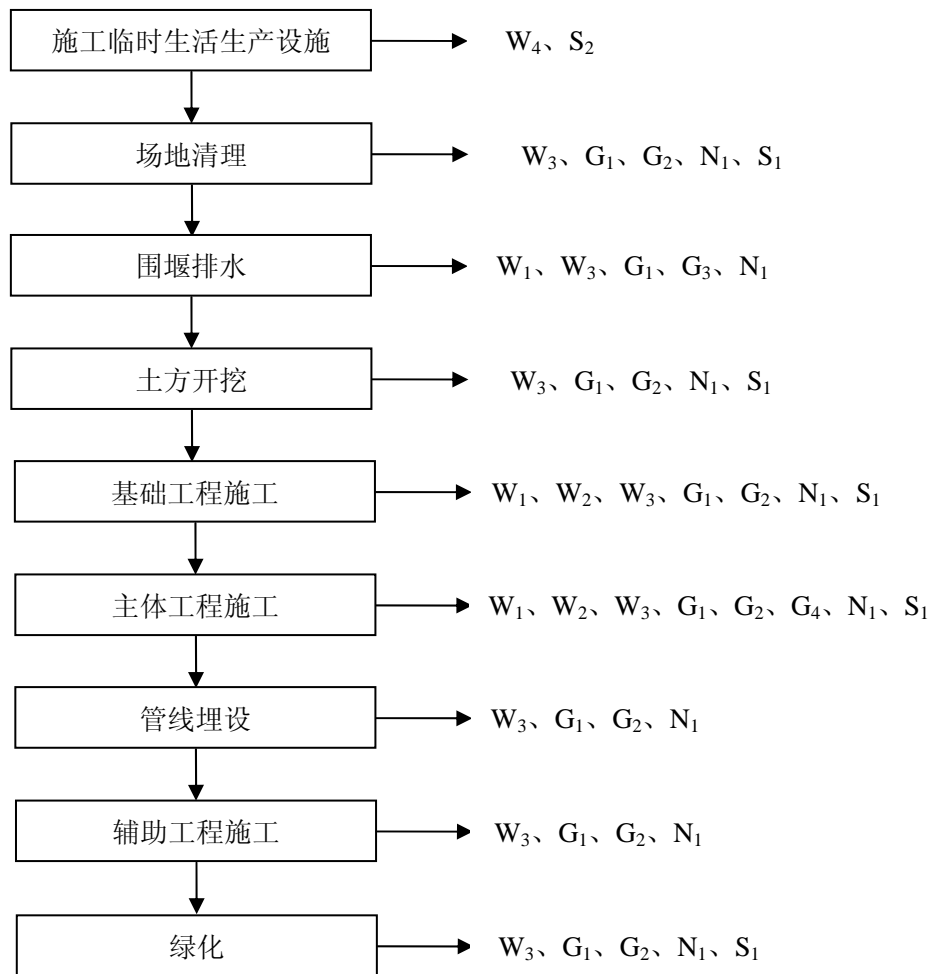 施工临时生活生产设施 W₄、S₂
场地清理 W₃、G₁、G₂、N₁、S₁
围堰排水 W₁、W₃、G₁、G₃、N₁
土方开挖 W₃、G₁、G₂、N₁、S₁
基础工程施工 W₁、W₂、W₃、G₁、G₂、N₁、S₁
主体工程施工 W₁、W₂、W₃、G₁、G₂、G₄、N₁、S₁
管线埋设 W₃、G₁、G₂、N₁
辅助工程施工 W₃、G₁、G₂、N₁
绿化 W₃、G₁、G₂、N₁、S₁